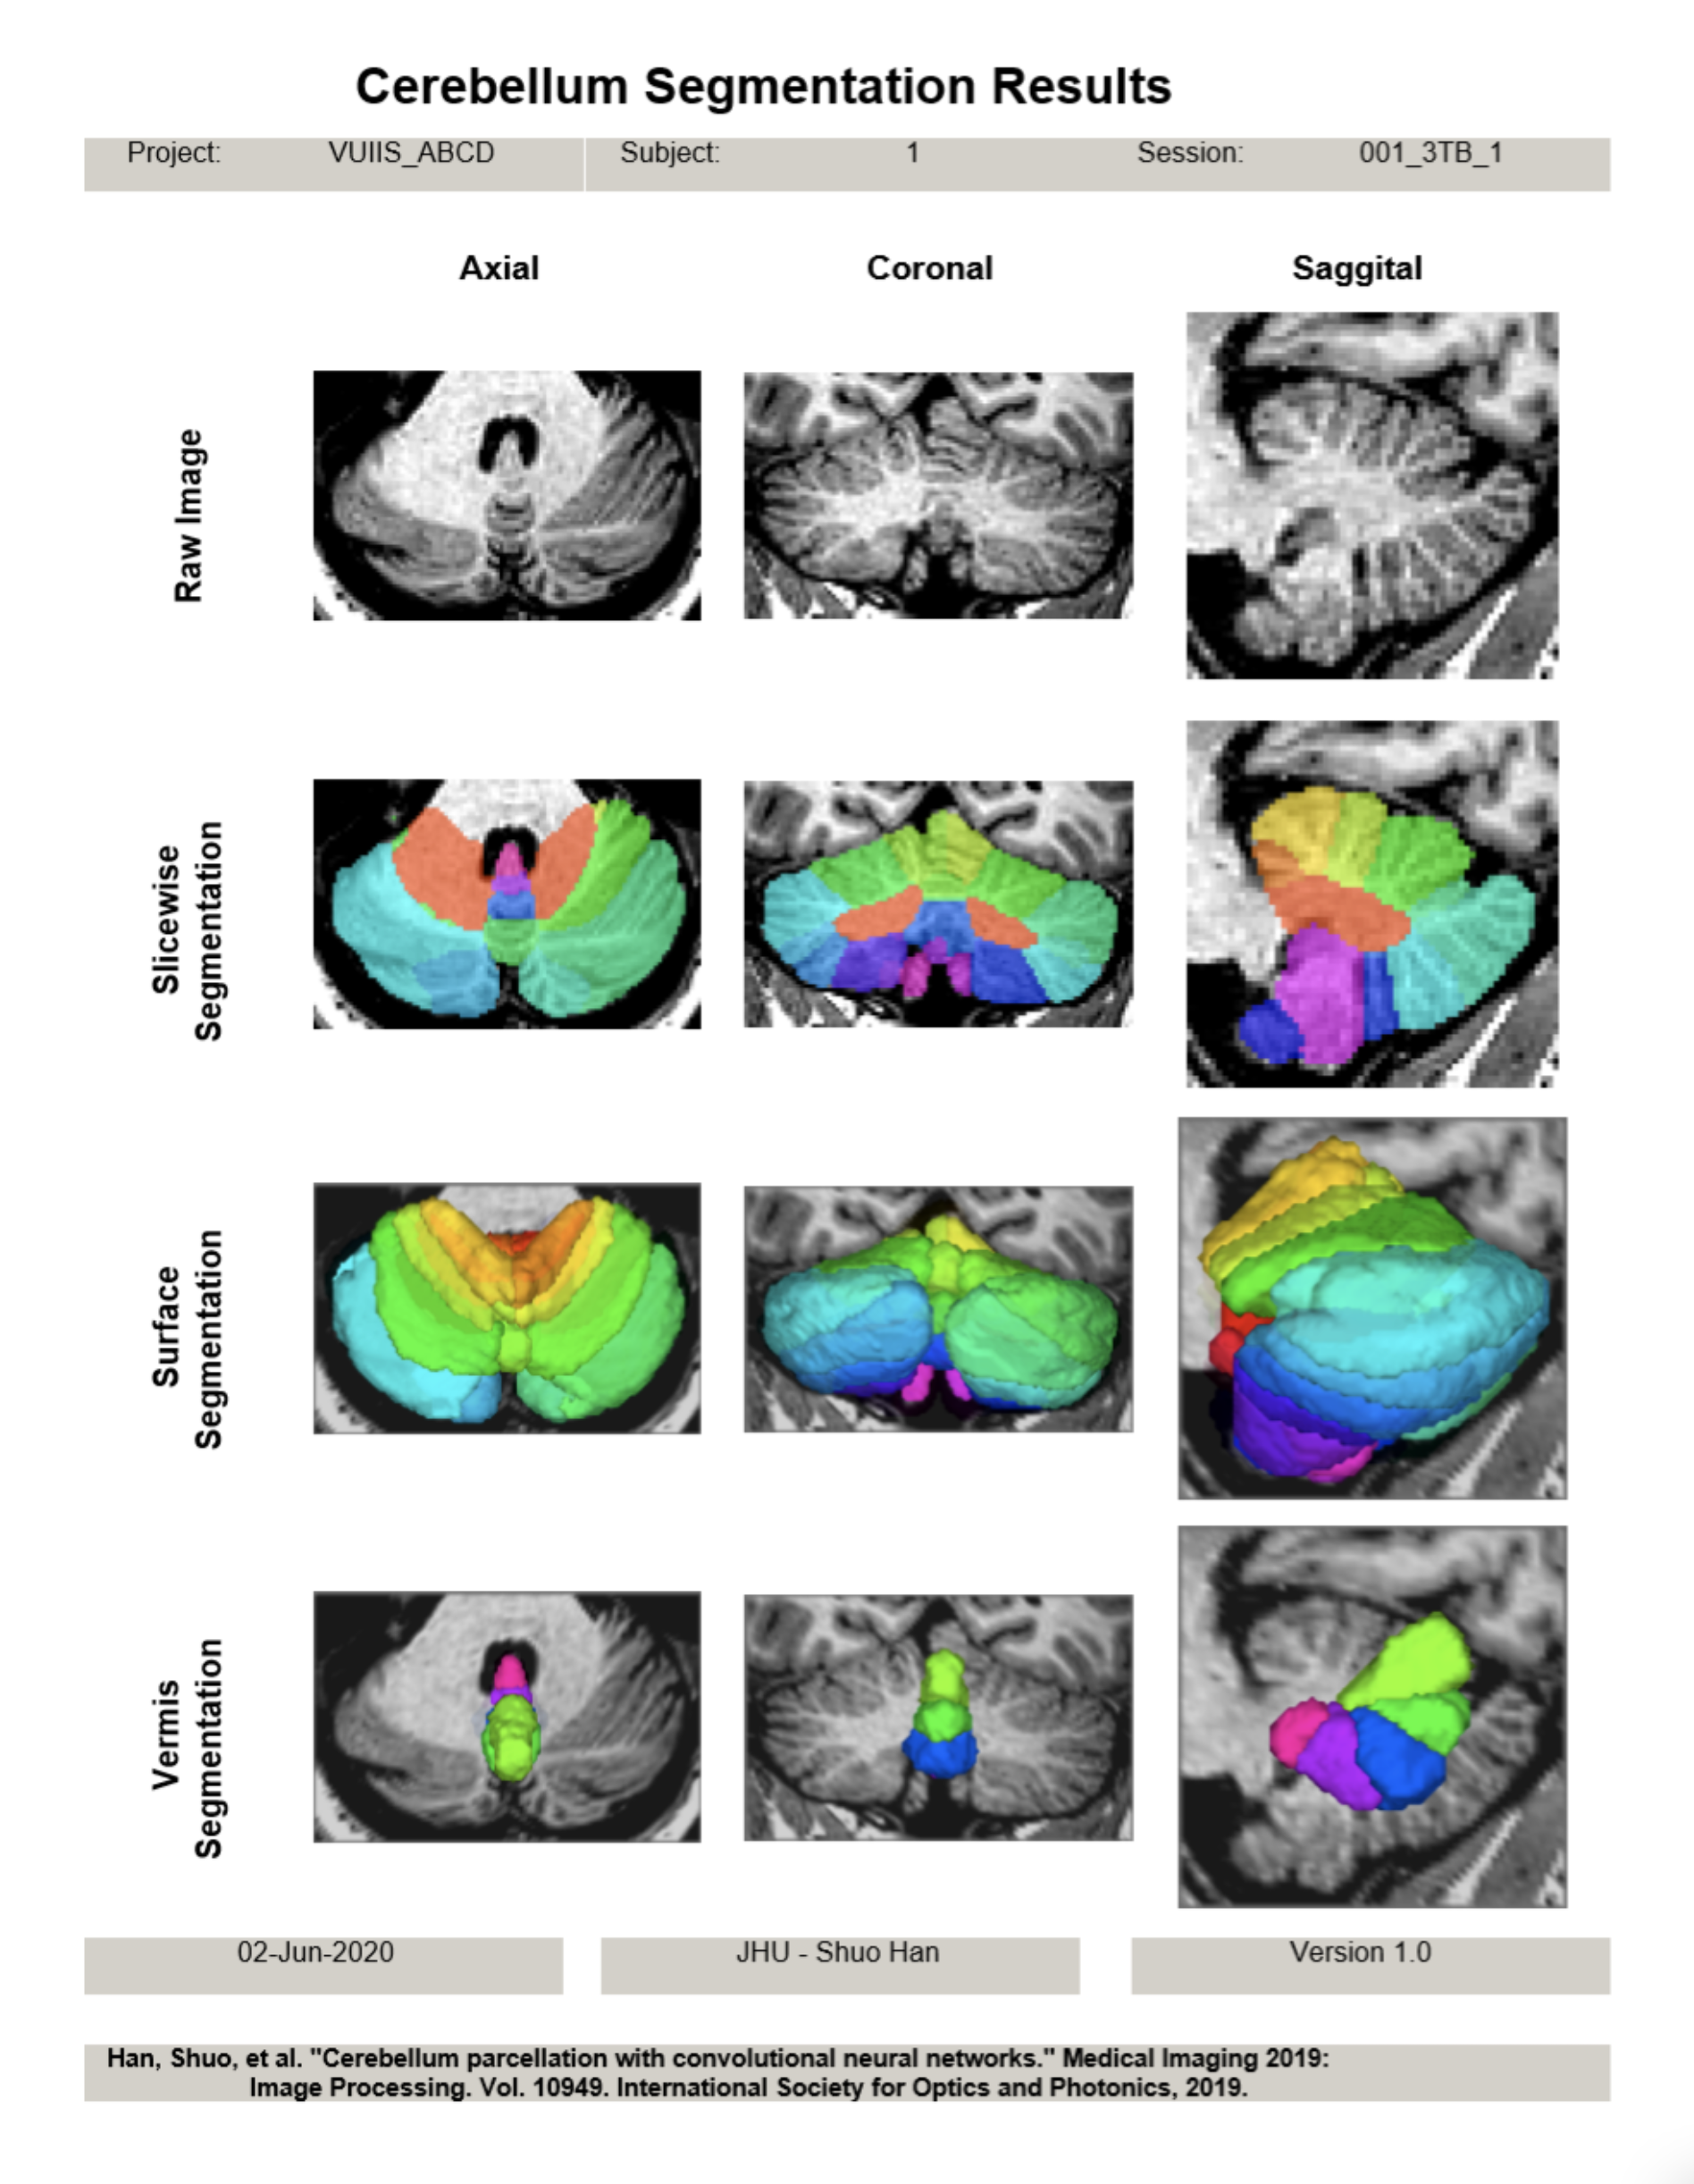 Cerebellum Segmentation Results
Project: VUIIS_ABCD Subject: 1 Session: 001_3TB_1
Axial Coronal Saggital
Raw Image
Slicewise
Segmentation
Surface
Segmentation
Vermis
Segmentation
02-Jun-2020 JHU - Shuo Han Version 1.0
Han, Shuo, et al. "Cerebellum parcellation with convolutional neural networks." Medical Imaging 2019:
Image Processing. Vol. 10949. International Society for Optics and Photonics, 2019.